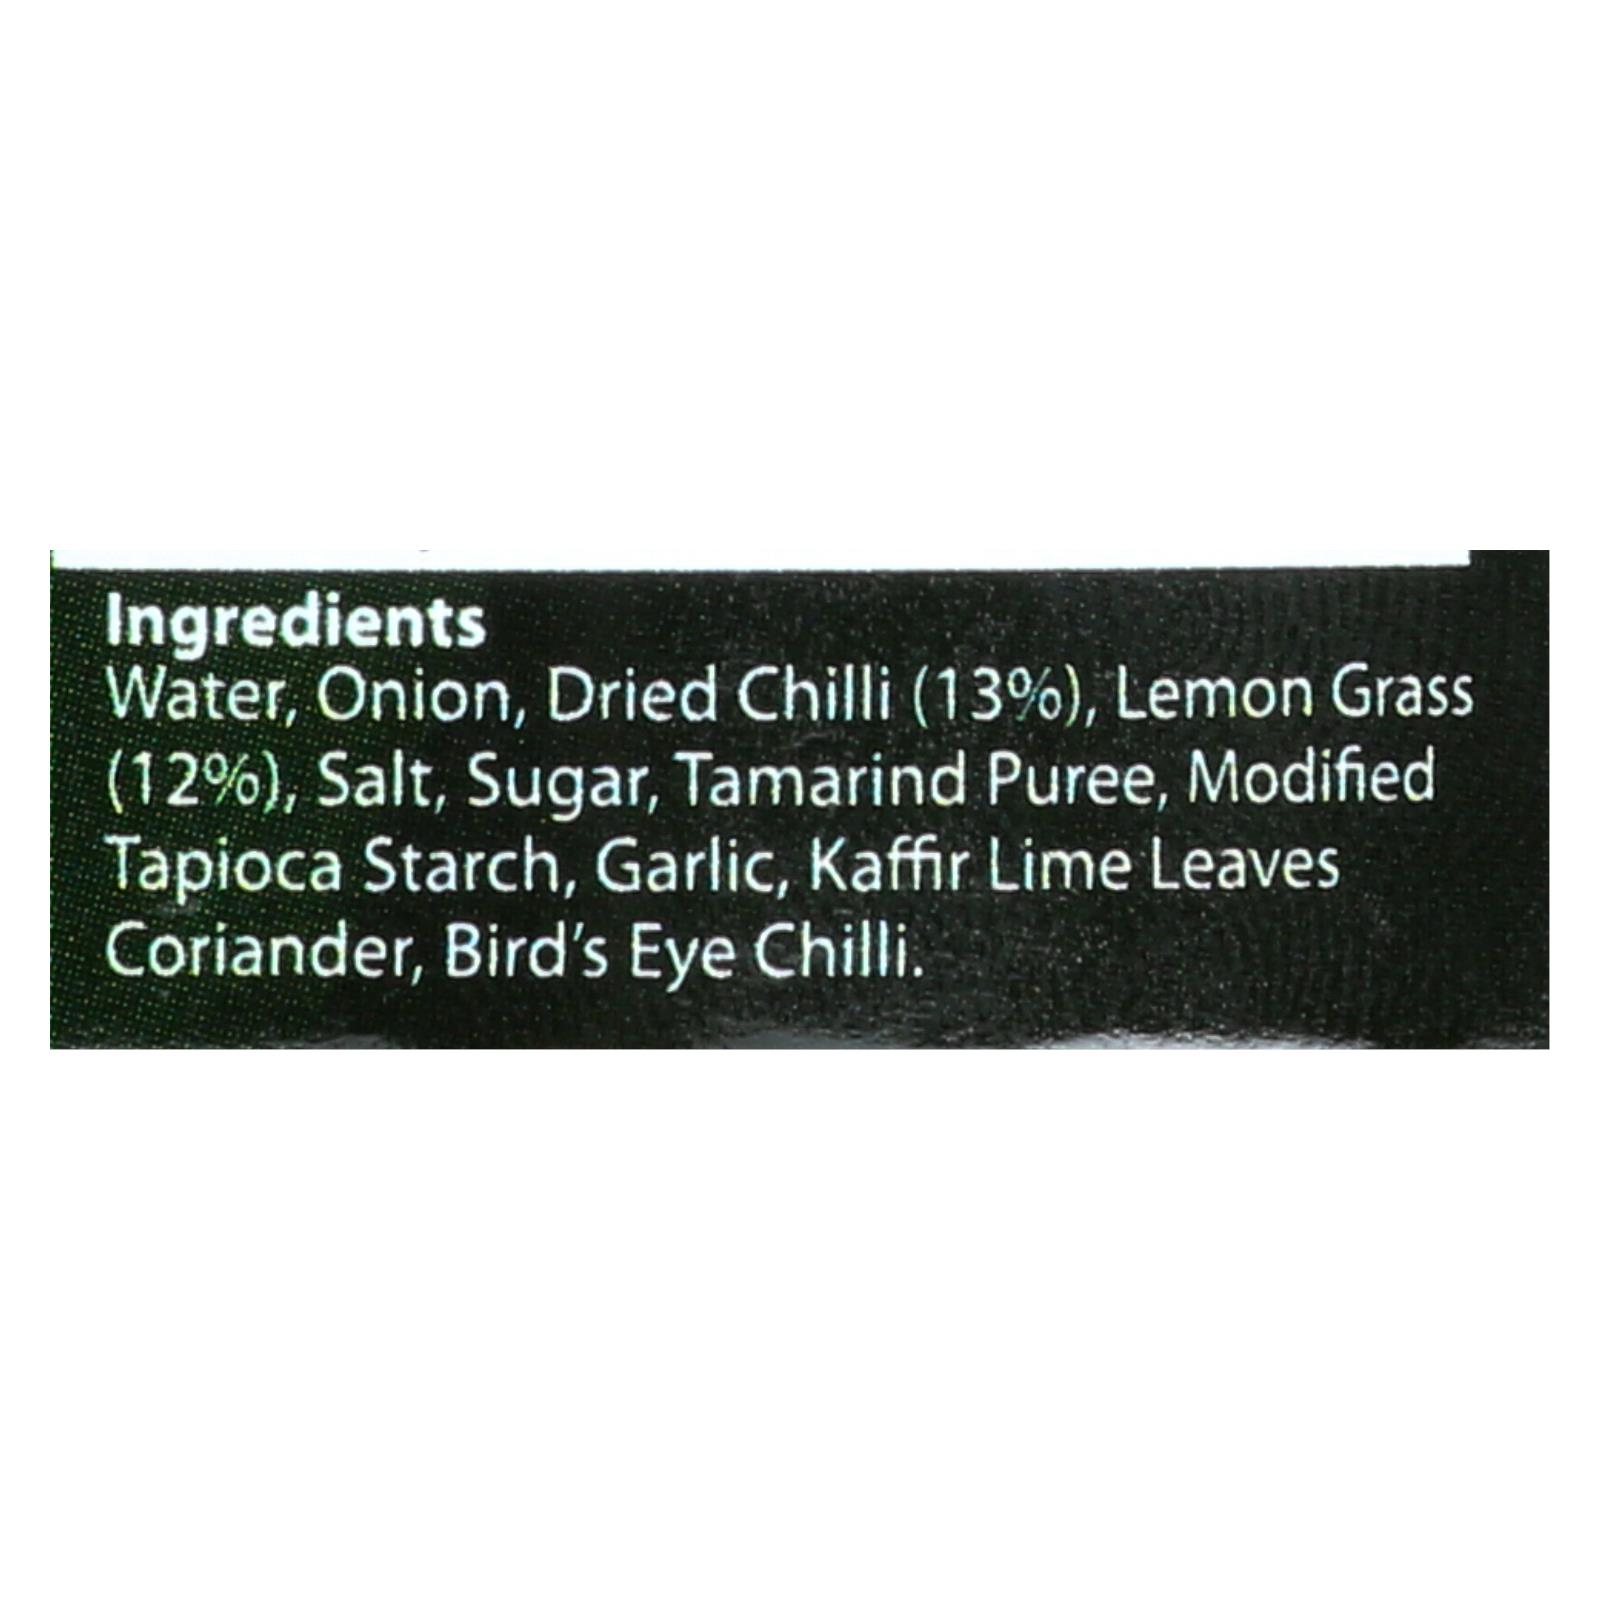 Ingredients
Water, Onion, Dried Chilli (13%), Lemon Grass
(12%), Salt, Sugar, Tamarind Puree, Modified
Tapioca Starch, Garlic, Kaffir Lime Leaves
Coriander, Bird's Eye Chilli.